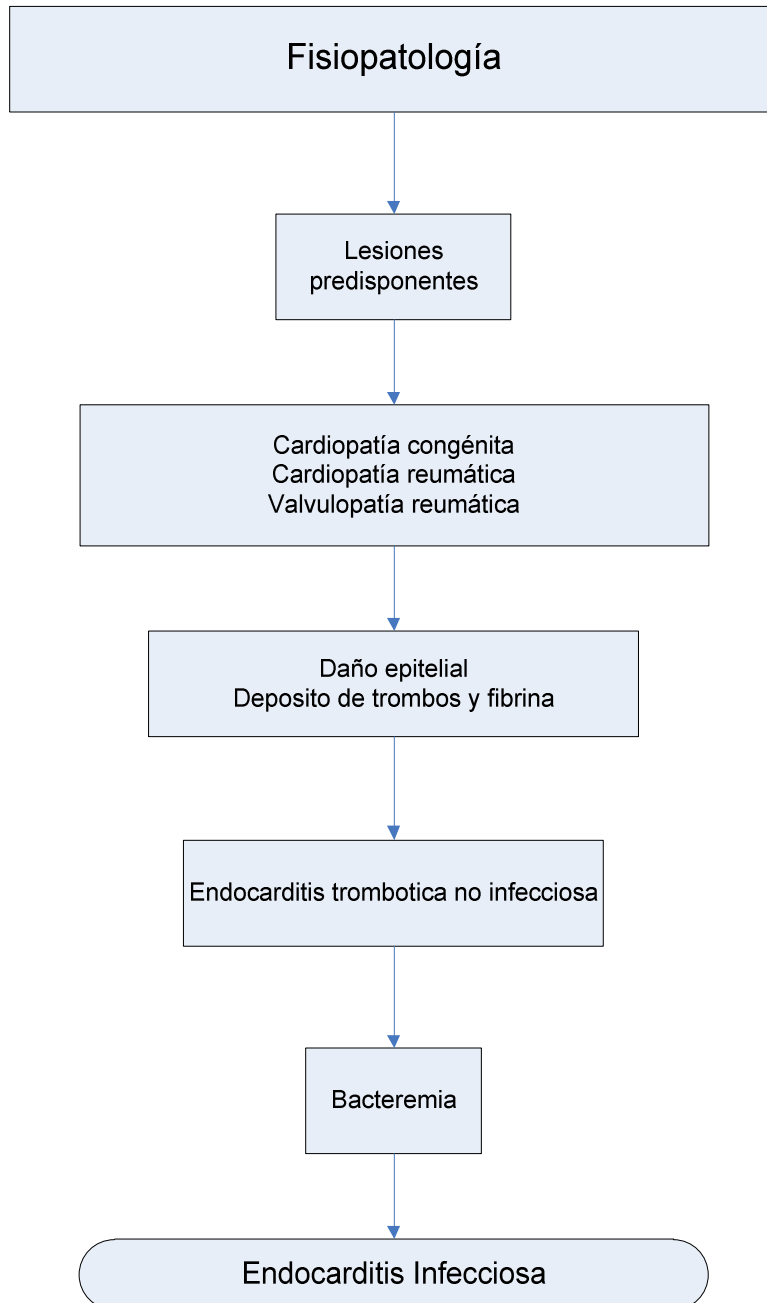 Fisiopatología
Lesiones
predisponentes
Cardiopatía congénita
Cardiopatía reumática
Valvulopatía reumática
Daño epitelial
Deposito de trombos y fibrina
Endocarditis trombotica no infecciosa
Bacteremia
Endocarditis Infecciosa